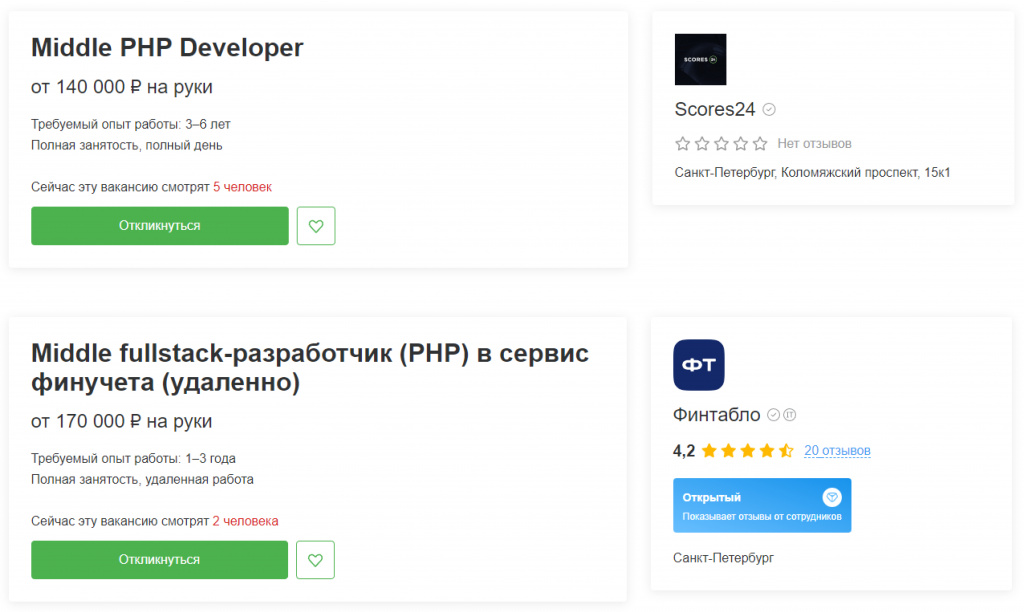 Middle PHP Developer
от 140 000 ₽ на руки
Требуемый опыт работы: 3–6 лет
Полная занятость, полный день
Сейчас эту вакансию смотрят 5 человек
Откликнуться
SCORES 24
Scores24
Нет отзывов
Санкт-Петербург, Коломяжский проспект, 15к1
Middle fullstack-разработчик (PHP) в сервис
финучета (удаленно)
от 170 000 ₽ на руки
Требуемый опыт работы: 1–3 года
Полная занятость, удаленная работа
Сейчас эту вакансию смотрят 2 человека
Откликнуться
ФТ
Финтабло IT
4,2 20 отзывов
Открытый
Показывает отзывы от сотрудников
Санкт-Петербург